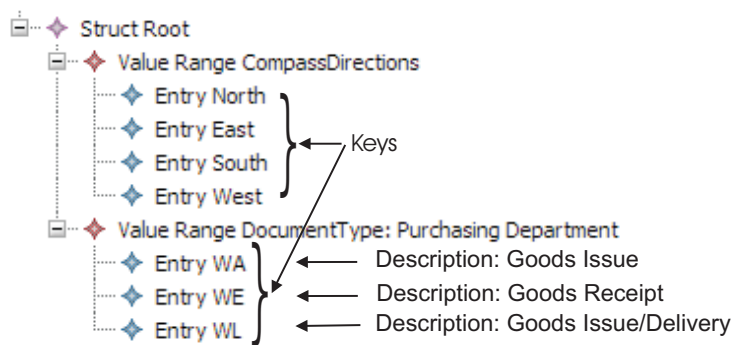 Struct Root
Value Range CompassDirections
Entry North
Entry East
Keys
Entry South
Entry West
Value Range DocumentType: Purchasing Department
Entry WA Description: Goods Issue
Entry WE Description: Goods Receipt
Entry WL Description: Goods Issue/Delivery